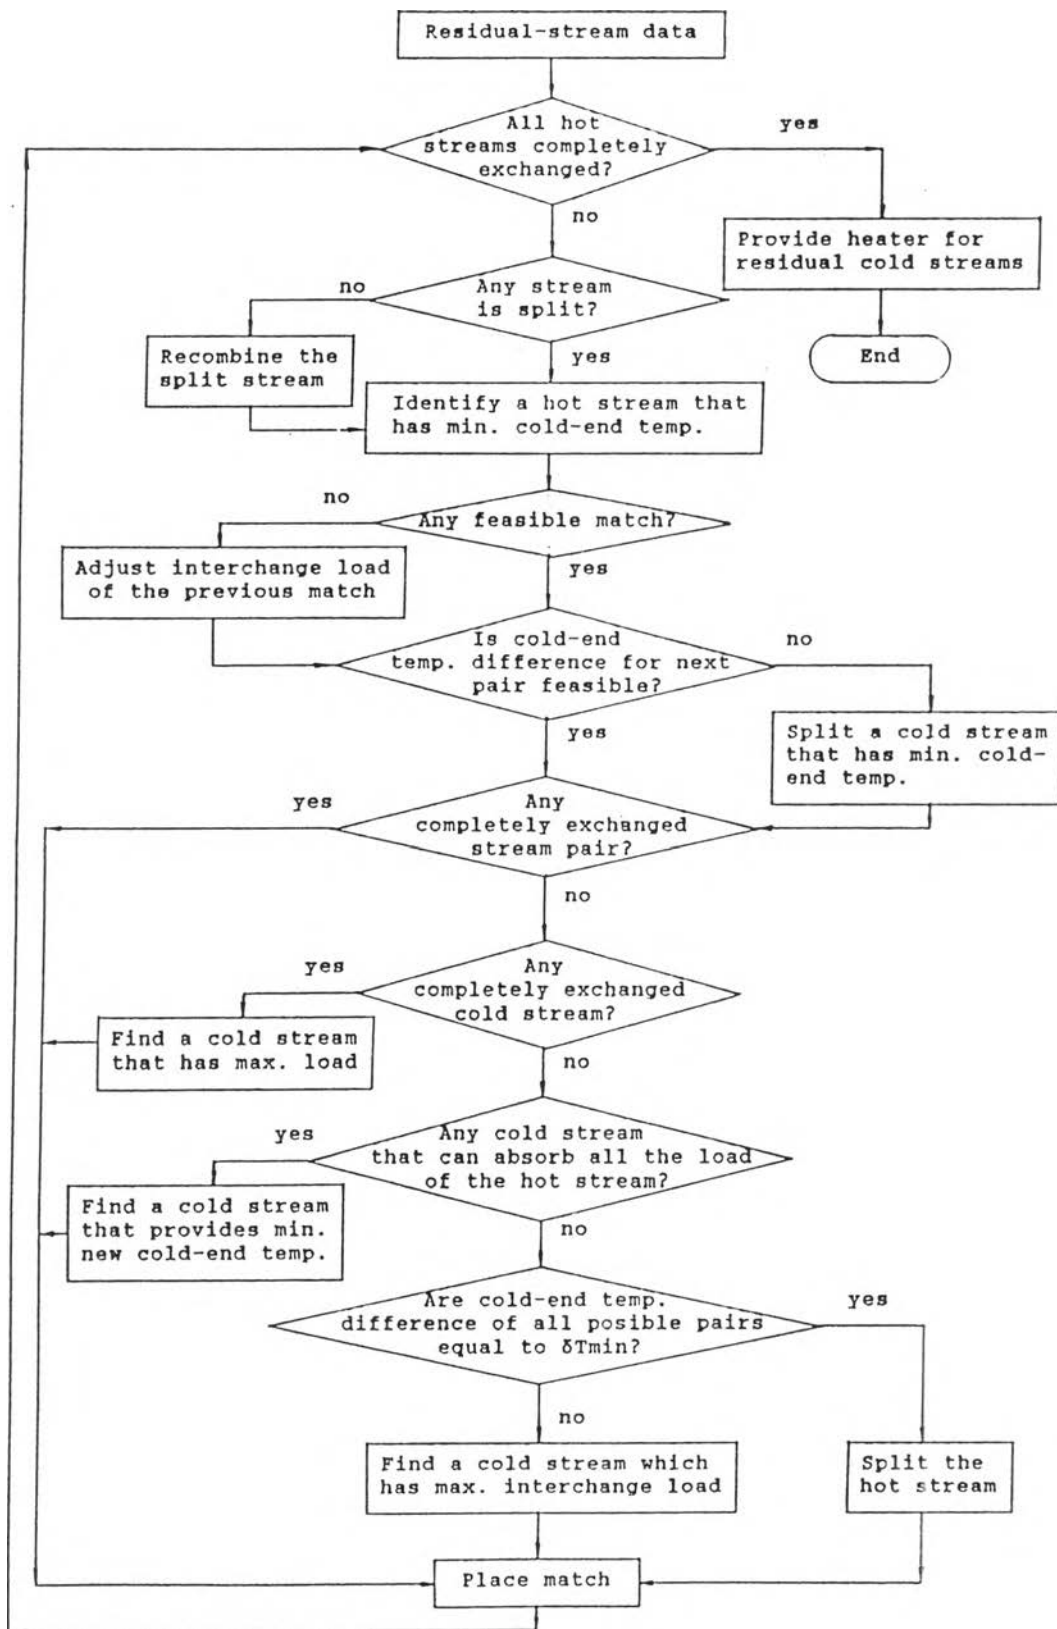 Residual-stream data
All hot
streams completely
exchanged?
yes
no
Provide heater for
residual cold streams
End
Any stream
is split?
no
yes
Recombine the
split stream
Identify a hot stream that
has min. cold-end temp.
no
Any feasible match?
yes
Adjust interchange load
of the previous match
Is cold-end
temp. difference for next
pair feasible?
no
yes
Split a cold stream
that has min. cold-
end temp.
yes
Any
completely exchanged
stream pair?
no
yes
Any
completely exchanged
cold stream?
Find a cold stream
that has max. load
no
yes
Any cold stream
that can absorb all the load
of the hot stream?
Find a cold stream
that provides min.
new cold-end temp.
no
Are cold-end temp.
difference of all posible pairs
equal to δTmin?
yes
no
Find a cold stream which
has max. interchange load
Split the
hot stream
Place match